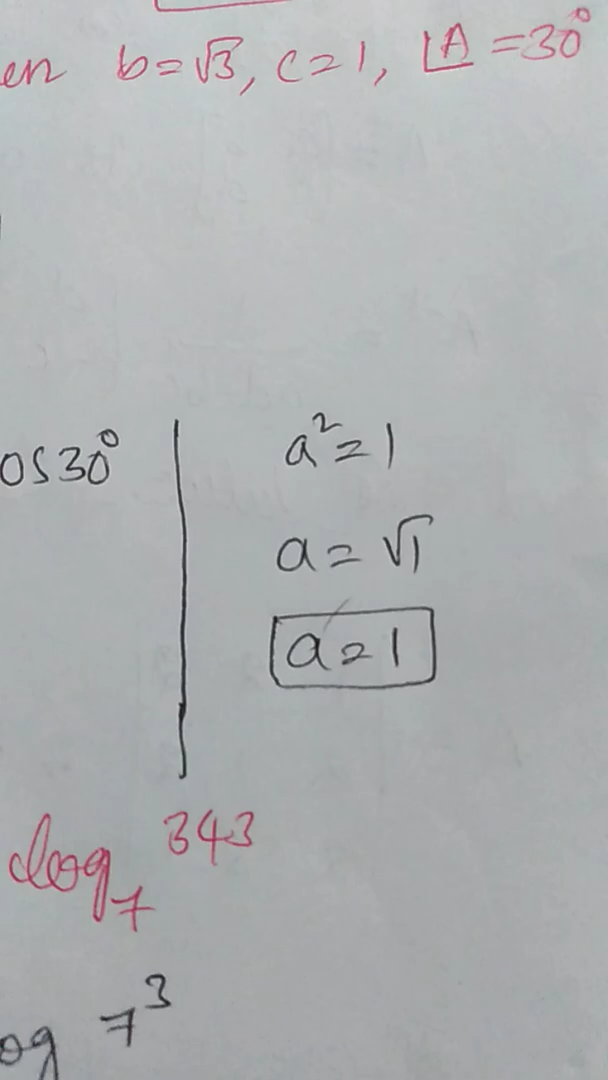 en b=√3, c=1, ∠A=30°
os30°
a²=1
a=√1
a=1
log₇ 343
og 7³